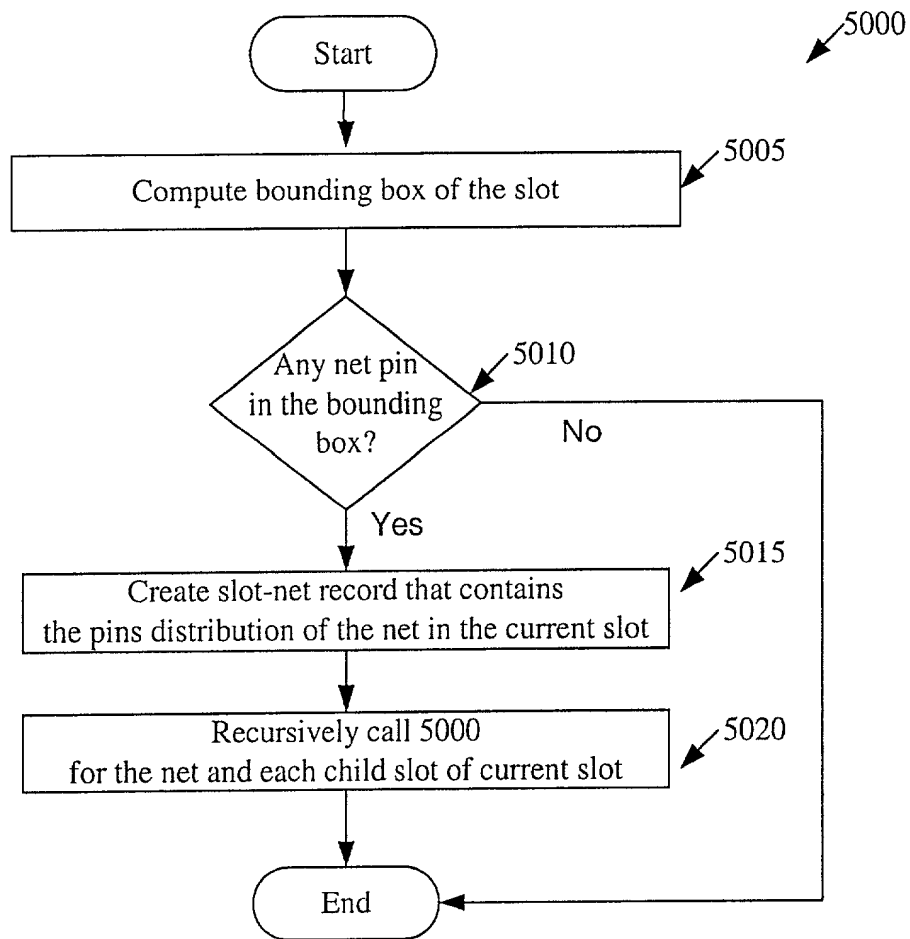 5000
Start
5005
Compute bounding box of the slot
5010
Any net pin
in the bounding
box?
No
Yes
5015
Create slot-net record that contains
the pins distribution of the net in the current slot
5020
Recursively call 5000
for the net and each child slot of current slot
End